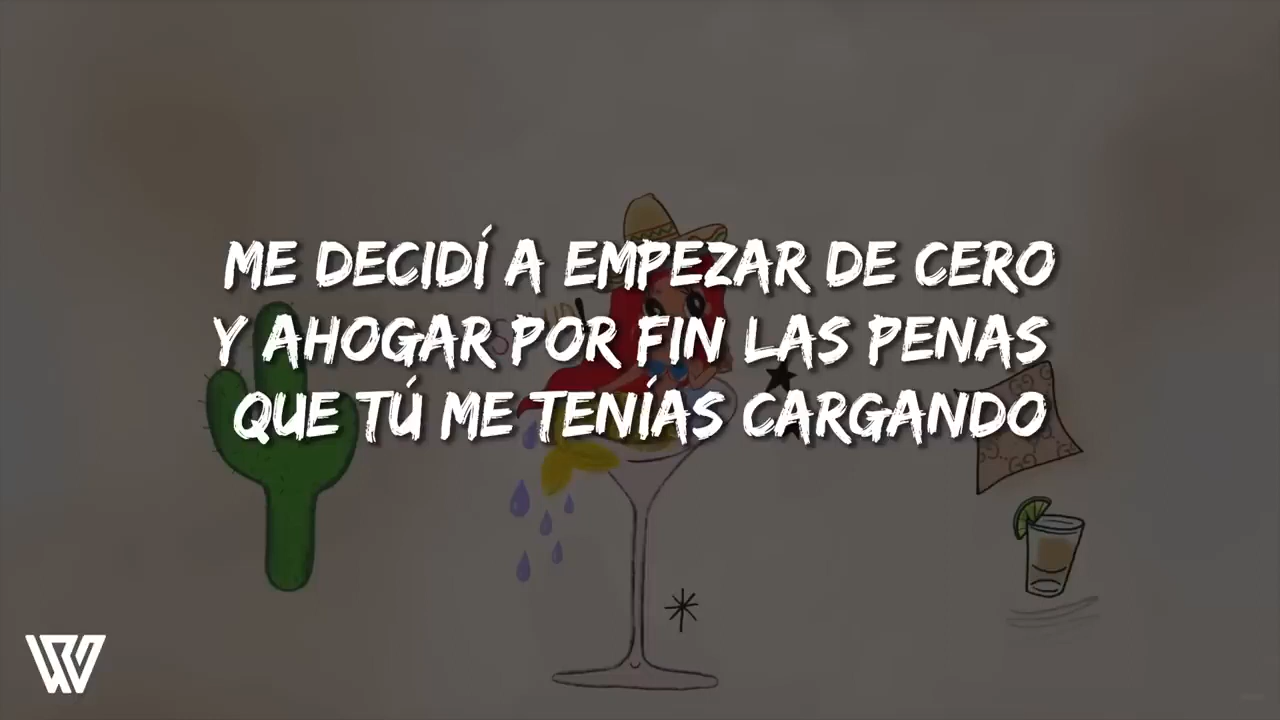 ME DECIDÍ A EMPEZAR DE CERO
Y AHOGAR POR FIN LAS PENAS
QUE TÚ ME TENÍAS CARGANDO